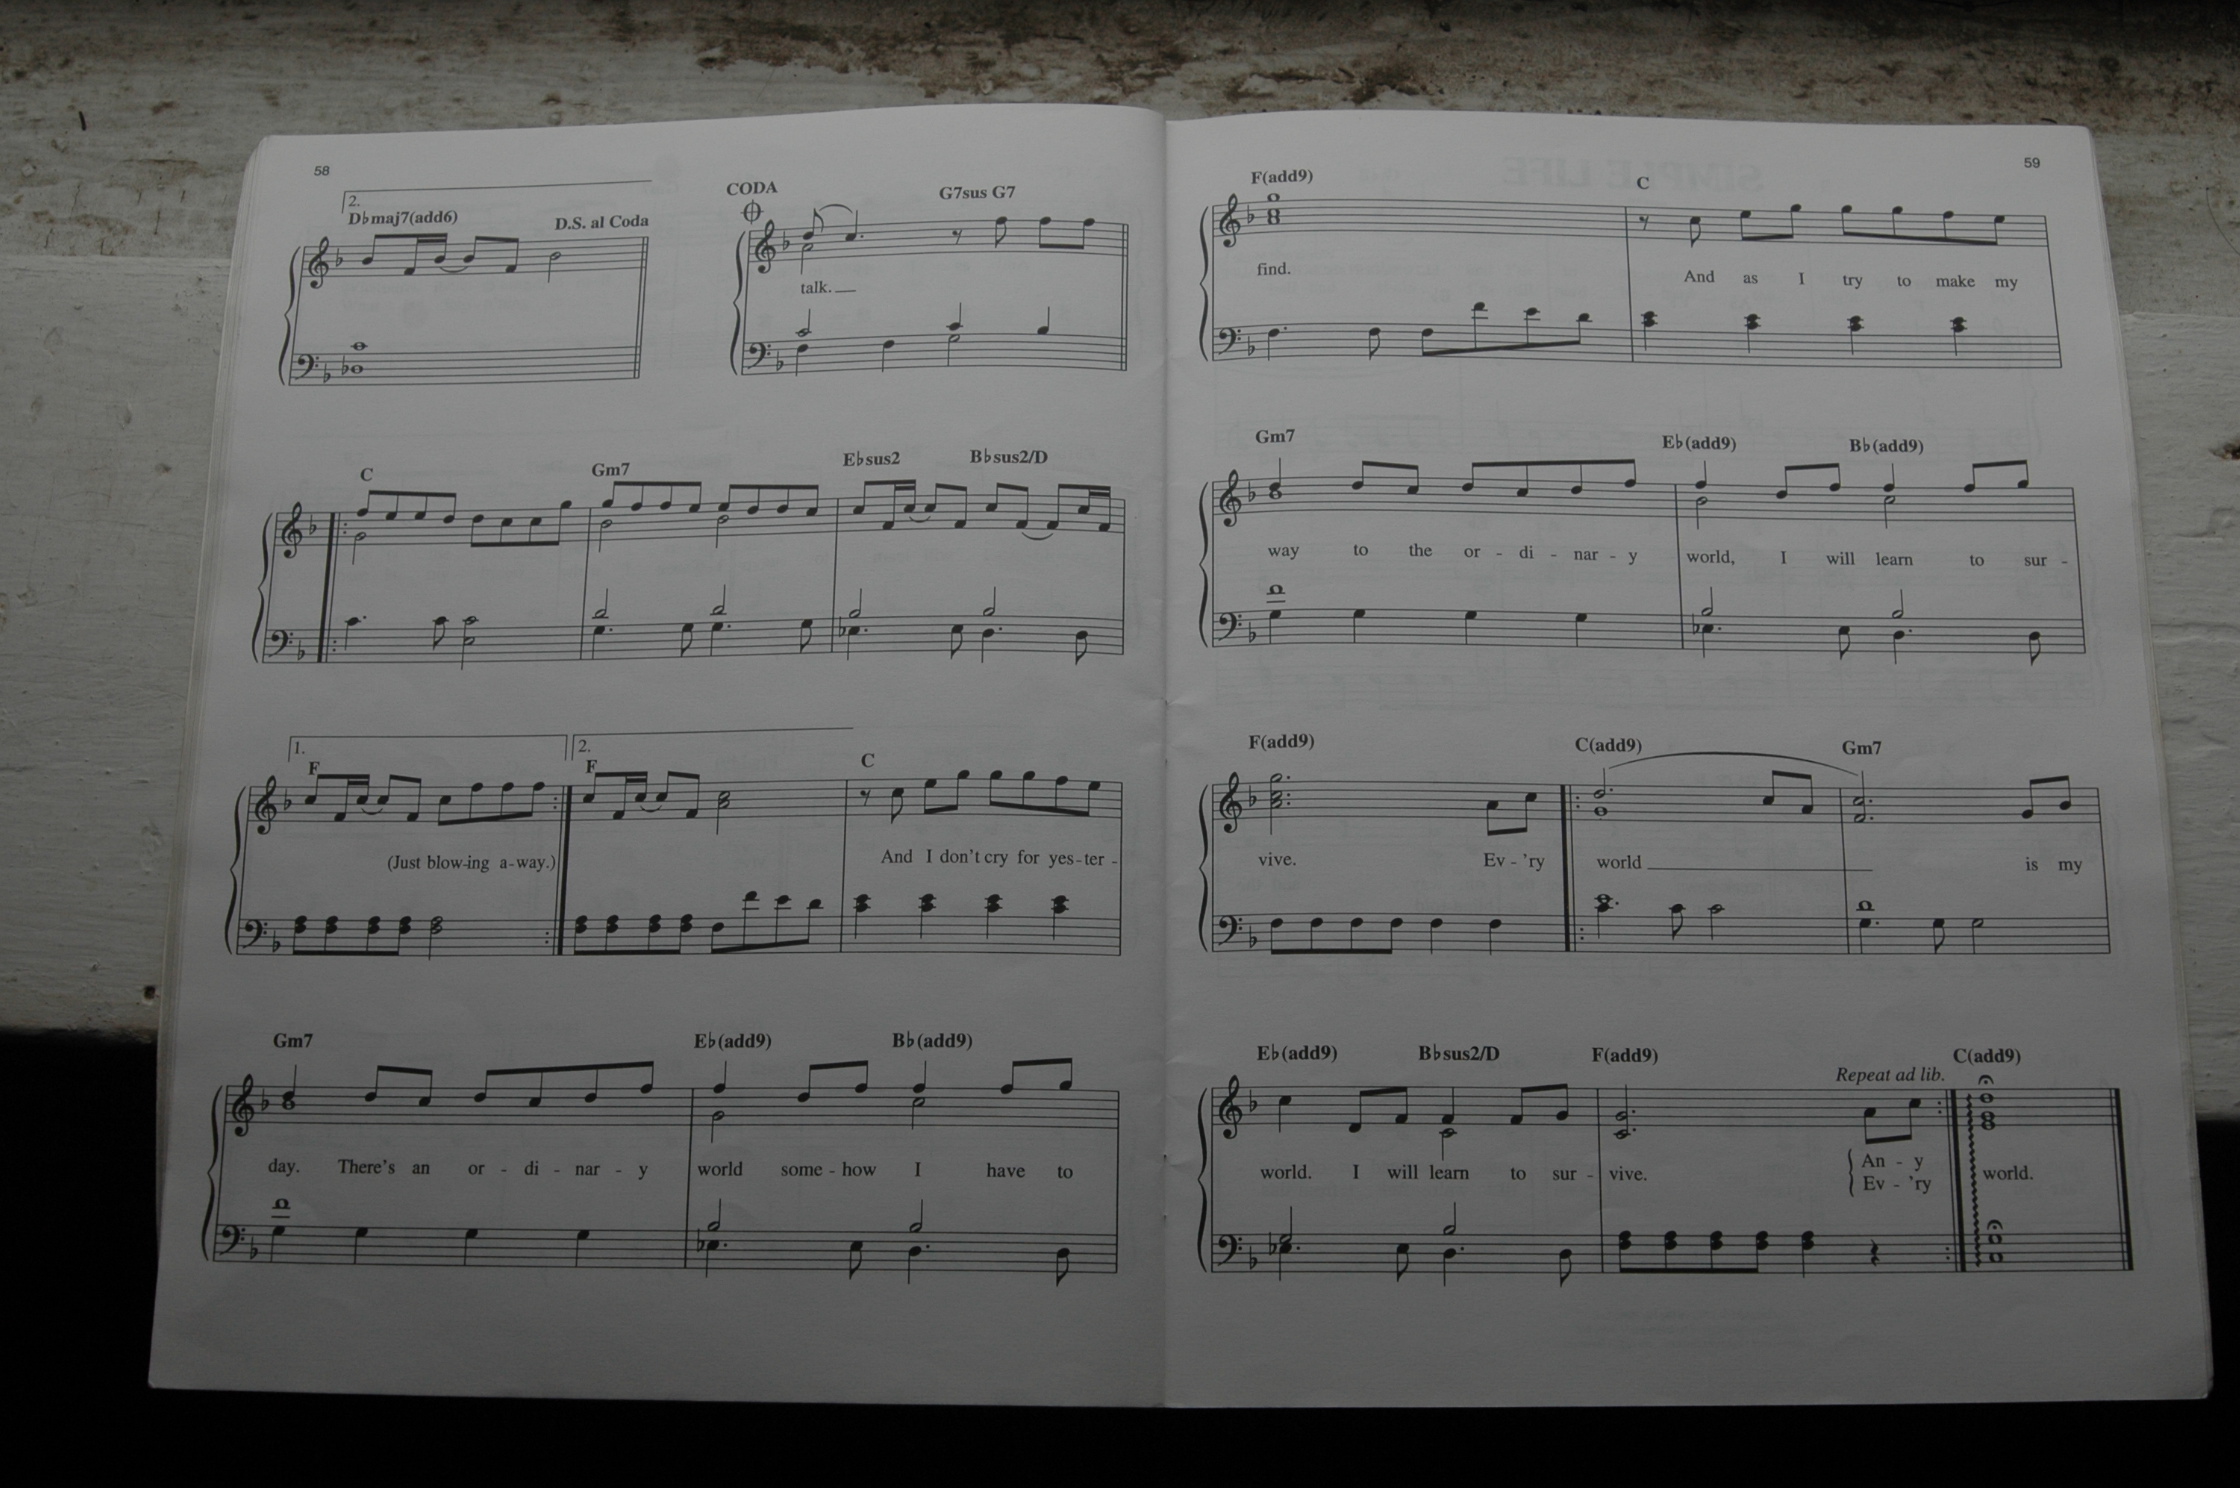 58
2.
D♭maj7(add6) D.S. al Coda
CODA
G7sus G7
talk.
C Gm7 E♭sus2 B♭sus2/D
1. 2.
F F C
(Just blow-ing a-way.) And I don't cry for yes-ter -
Gm7 E♭(add9) B♭(add9)
day. There's an or - di - nar - y world some - how I have to
59
SIMPLE LIFE
F(add9) C
find. And as I try to make my
Gm7 E♭(add9) B♭(add9)
way to the or - di - nar - y world, I will learn to sur -
F(add9) C(add9) Gm7
vive. Ev - 'ry world is my
E♭(add9) B♭sus2/D F(add9) C(add9)
Repeat ad lib.
world. I will learn to sur - vive. An - y world.
Ev - 'ry